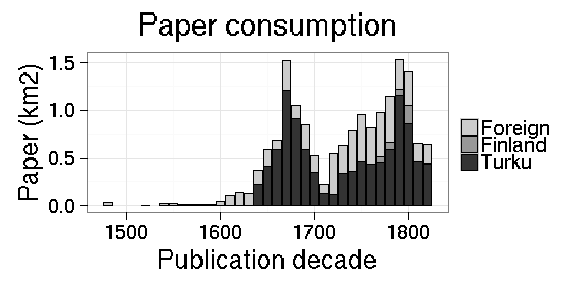 Paper consumption
Paper (km2)
1.5
1.0
0.5
0.0
1500 1600 1700 1800
Publication decade
Foreign
Finland
Turku